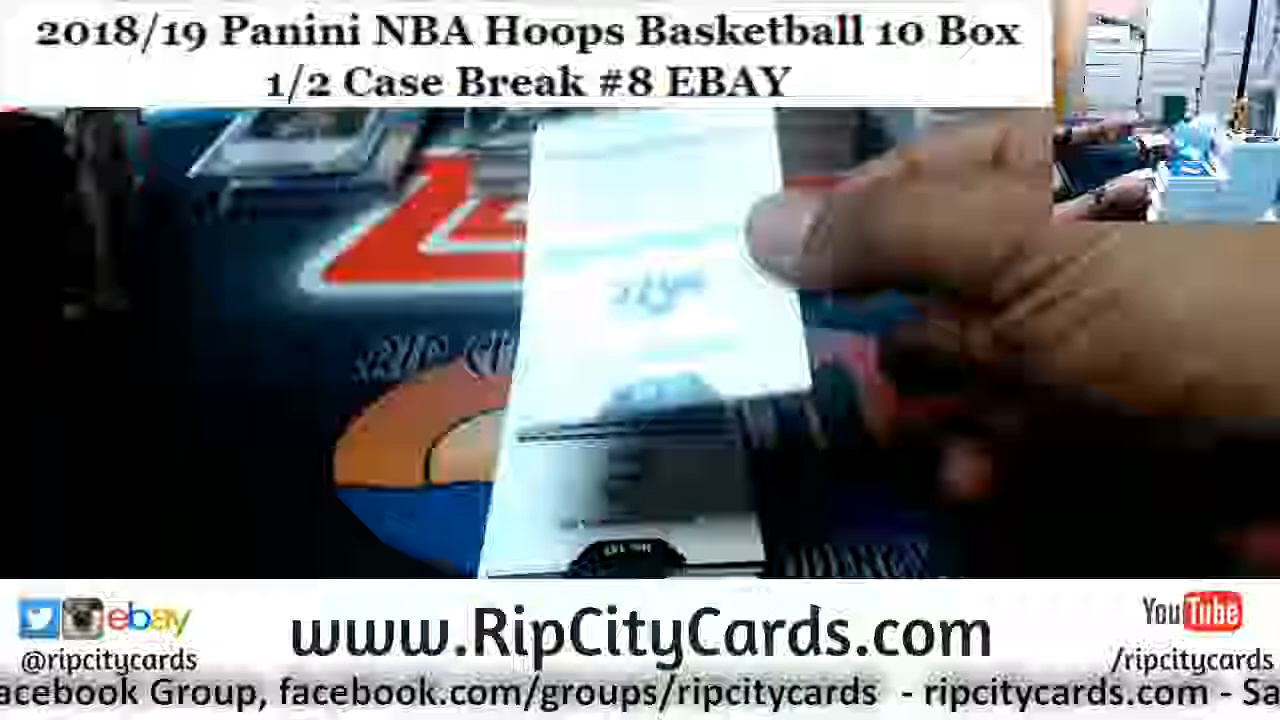 2018/19 Panini NBA Hoops Basketball 10 Box
1/2 Case Break #8 EBAY
ebay
www.RipCityCards.com
YouTube
@ripcitycards
/ripcitycards
acebook Group, facebook.com/groups/ripcitycards - ripcitycards.com - Sa